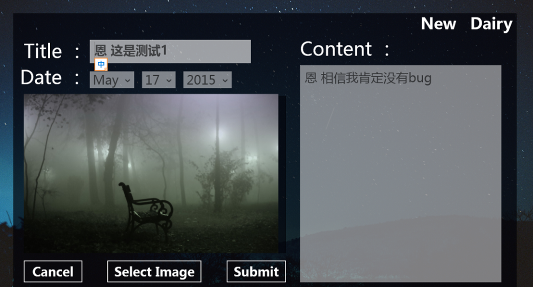 New Dairy
Title : 恩 这是测试1
中
Date : May 17 2015
Content :
恩 相信我肯定没有bug
Cancel Select Image Submit